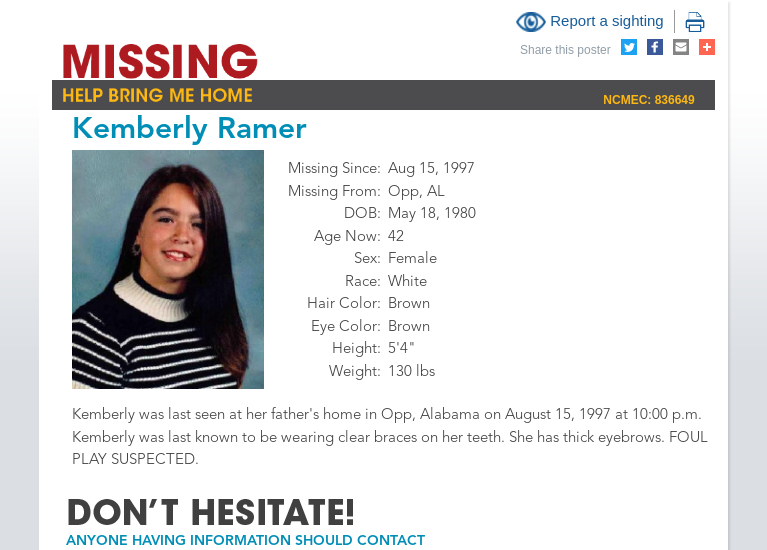 Report a sighting
Share this poster
MISSING
HELP BRING ME HOME
NCMEC: 836649
Kemberly Ramer
Missing Since: Aug 15, 1997
Missing From: Opp, AL
DOB: May 18, 1980
Age Now: 42
Sex: Female
Race: White
Hair Color: Brown
Eye Color: Brown
Height: 5'4"
Weight: 130 lbs
Kemberly was last seen at her father's home in Opp, Alabama on August 15, 1997 at 10:00 p.m.
Kemberly was last known to be wearing clear braces on her teeth. She has thick eyebrows. FOUL
PLAY SUSPECTED.
DON'T HESITATE!
ANYONE HAVING INFORMATION SHOULD CONTACT